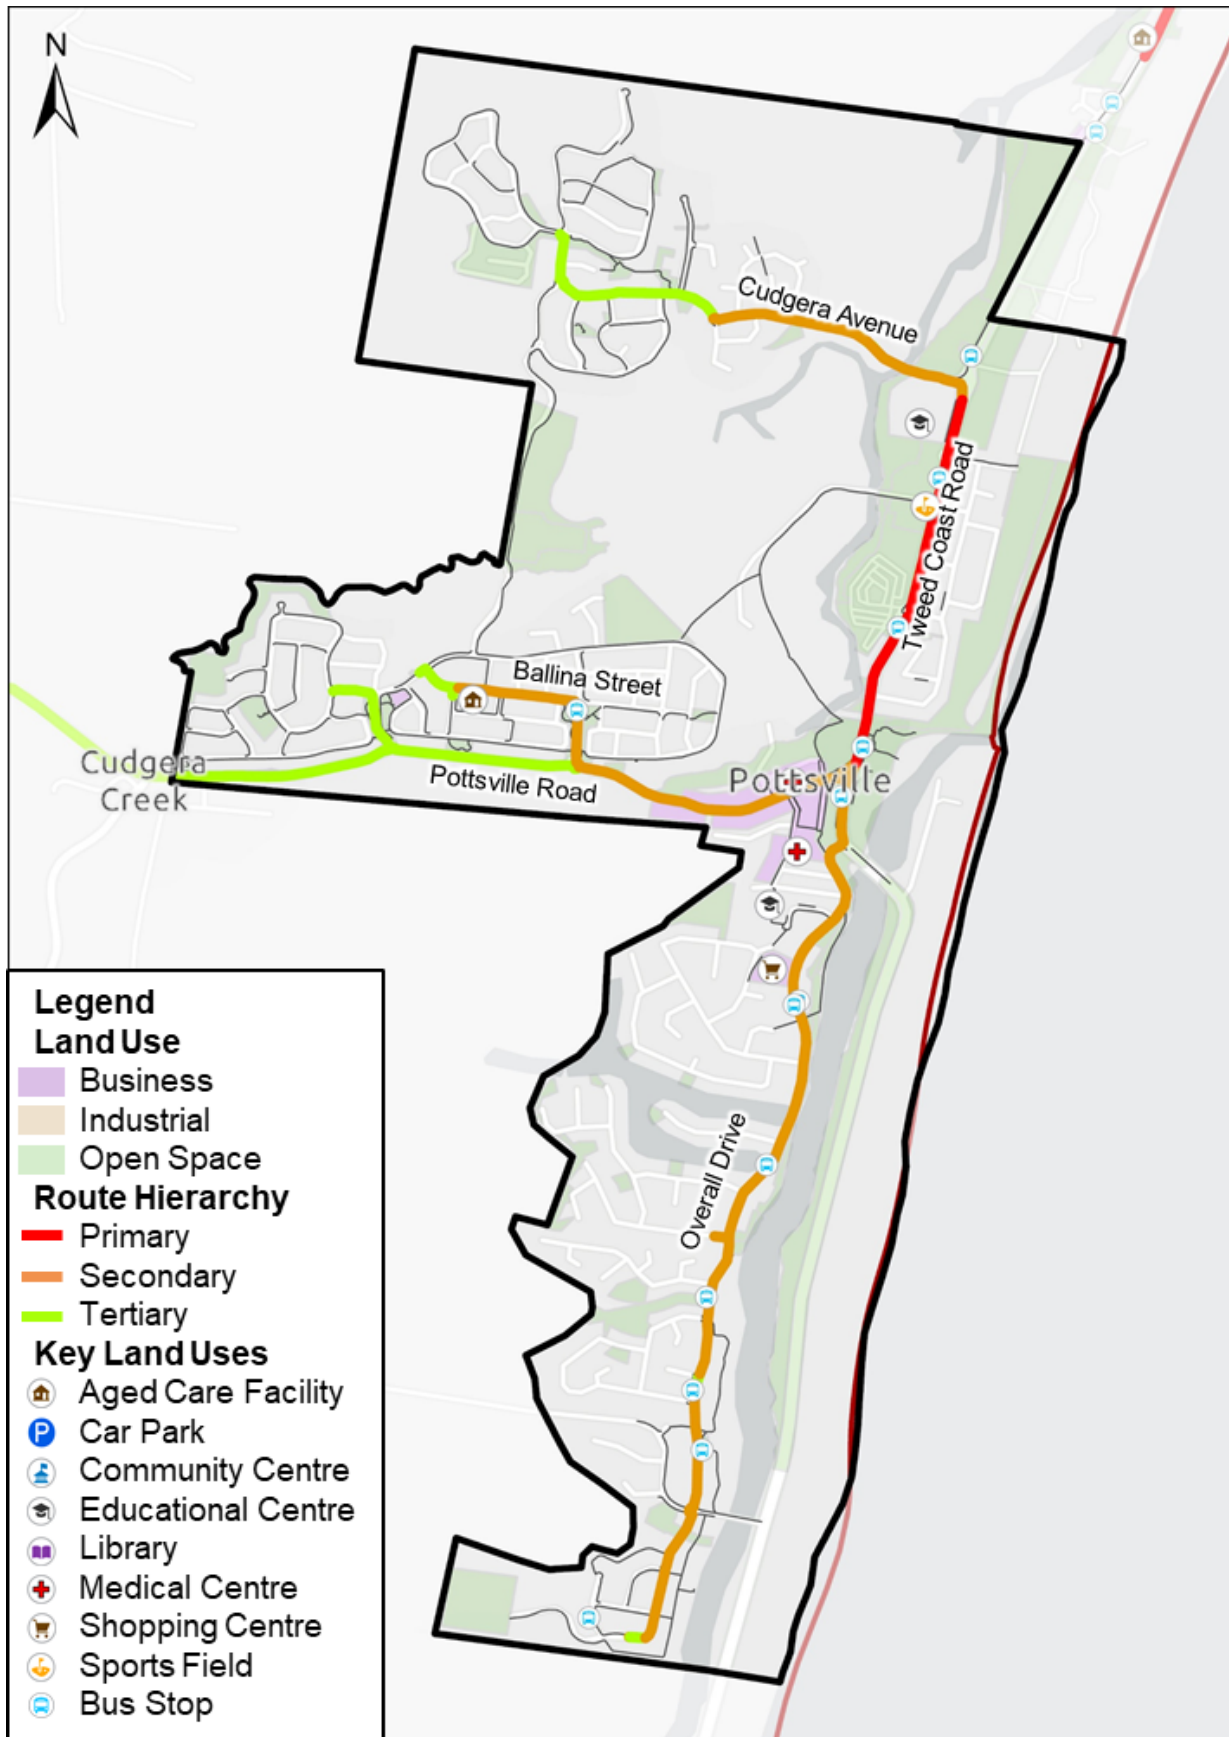 N
Cudgera Avenue
Tweed Coast Road
Ballina Street
Cudgera
Creek
Pottsville Road
Pottsville
Overall Drive
Legend
Land Use
Business
Industrial
Open Space
Route Hierarchy
Primary
Secondary
Tertiary
Key Land Uses
Aged Care Facility
P
Car Park
Community Centre
Educational Centre
Library
Medical Centre
Shopping Centre
Sports Field
Bus Stop